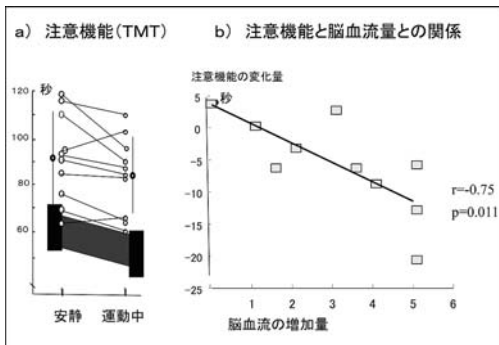 a) 注意機能(TMT)
b) 注意機能と脳血流量との関係
秒
120
100
80
60
安静
運動中
注意機能の変化量
5
秒
0
-5
-10
-15
-20
-25
1
2
3
4
5
6
脳血流の増加量
r=-0.75
p=0.011